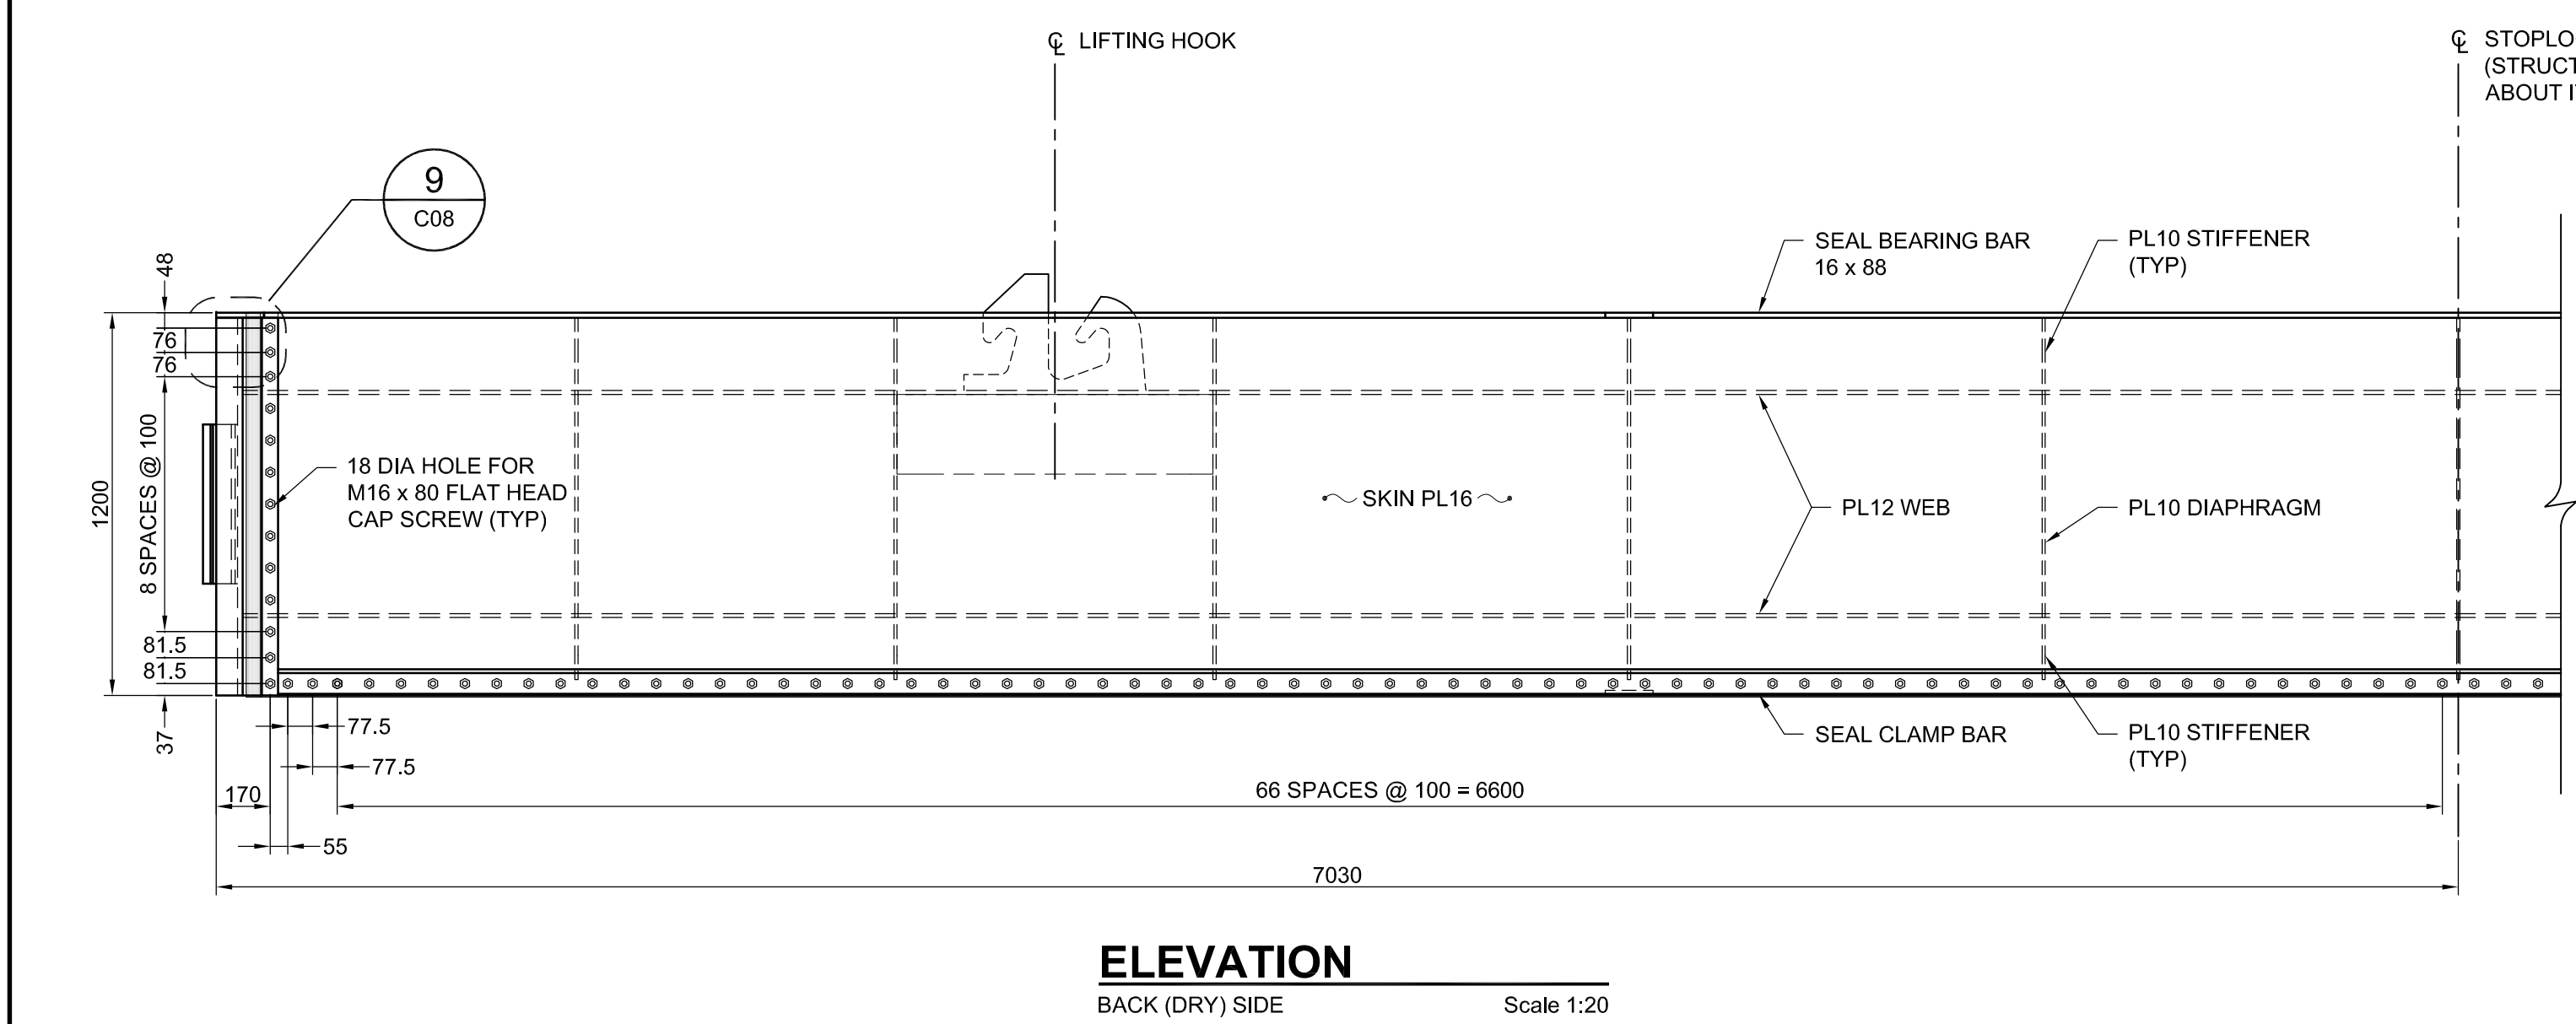 ℄ LIFTING HOOK
℄ STOPLO
(STRUCT
ABOUT I
9
C08
SEAL BEARING BAR
16 x 88
PL10 STIFFENER
(TYP)
48
76
76
8 SPACES @ 100
1200
81.5
81.5
37
18 DIA HOLE FOR
M16 x 80 FLAT HEAD
CAP SCREW (TYP)
SKIN PL16
PL12 WEB
PL10 DIAPHRAGM
77.5
77.5
SEAL CLAMP BAR
PL10 STIFFENER
(TYP)
170
66 SPACES @ 100 = 6600
55
7030
ELEVATION
BACK (DRY) SIDE
Scale 1:20